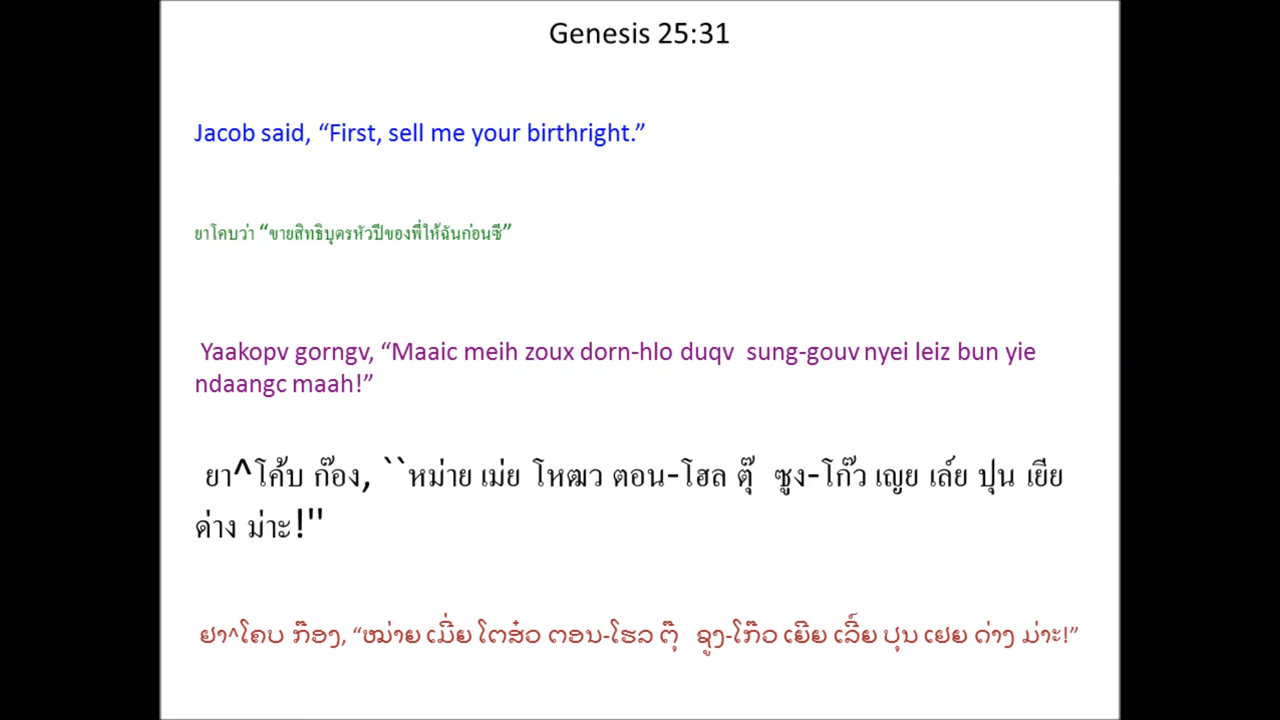 Genesis 25:31
Jacob said, “First, sell me your birthright.”
ยาโคบว่า “ขายสิทธิบุตรหัวปีของพี่ให้ฉันก่อนซี”
Yaakopv gorngv, “Maaic meih zoux dorn-hlo duqv sung-gouv nyei leiz bun yie
ndaangc maah!”
ยา^โค้บ ก๊อง, ``หม่าย เม่ย โหฒว ตอน-โฮล ตุ๊ ซูง-โก๊ว เญย เล์ย ปุน เยีย
ด่าง ม่าะ!"
ຢາ^ໂຄບ ກ໊ອງ, “ໝ່າຍ ເມີ່ຍ ໂຕສ໋ວ ຕອນ-ໂຮລ ຕຸ໊ ຊູງ-ໂກ໊ວ ເຍີຍ ເລີ໌ຍ ປຸນ ເຢຍ ດ່າງ ມ່າະ!”